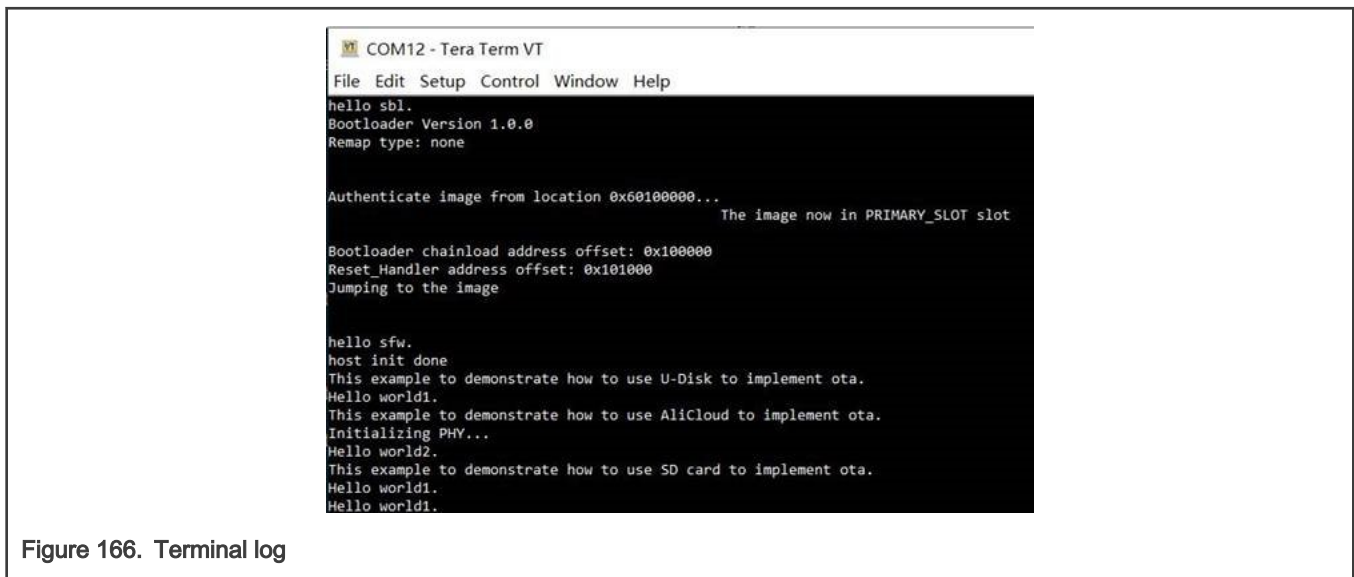 COM12 - Tera Term VT
File Edit Setup Control Window Help
hello sbl.
Bootloader Version 1.0.0
Remap type: none
Authenticate image from location 0x60100000...
The image now in PRIMARY_SLOT slot
Bootloader chainload address offset: 0x100000
Reset_Handler address offset: 0x101000
Jumping to the image
hello sfw.
host init done
This example to demonstrate how to use U-Disk to implement ota.
Hello world1.
This example to demonstrate how to use AliCloud to implement ota.
Initializing PHY...
Hello world2.
This example to demonstrate how to use SD card to implement ota.
Hello world1.
Hello world1.
Figure 166. Terminal log